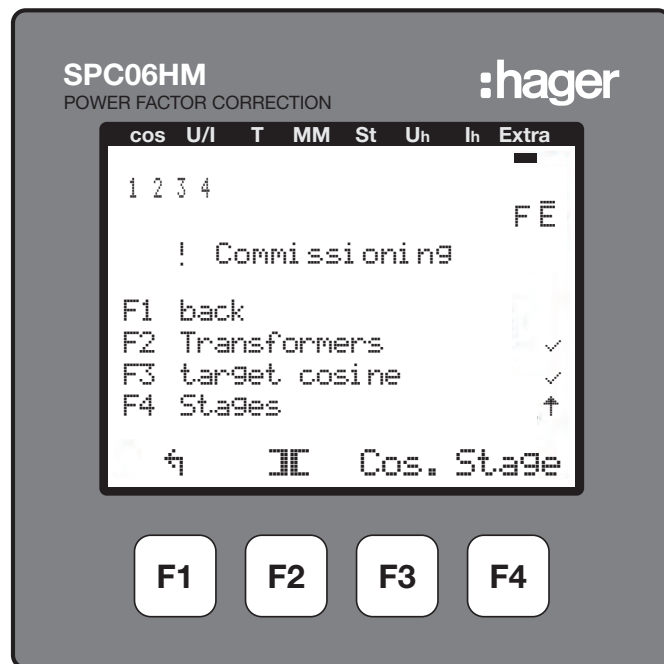 SPC06HM
:hager
POWER FACTOR CORRECTION
cos U/I T MM St Uh Ih Extra
1 2 3 4
F Ē
! Commissioning
F1 back
F2 Transformers ✓
F3 target cosine ✓
F4 Stages ↑
Cos. Stage
F1 F2 F3 F4